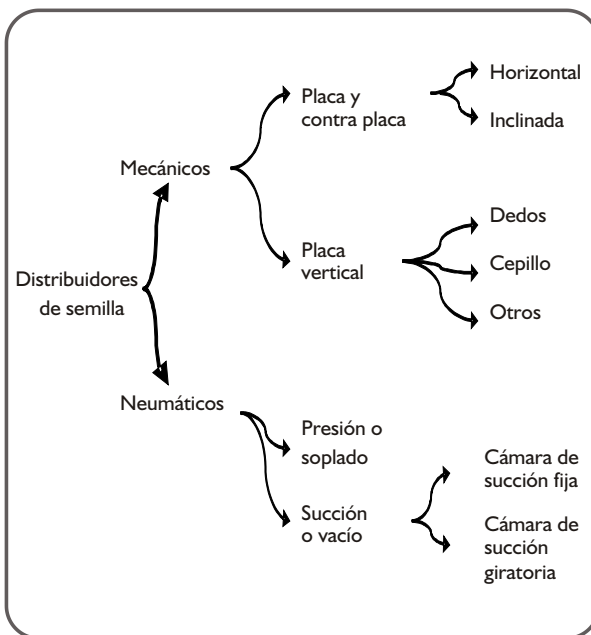 Distribuidores
de semilla
Mecánicos
Placa y
contra placa
Horizontal
Inclinada
Placa
vertical
Dedos
Cepillo
Otros
Neumáticos
Presión o
soplado
Succión
o vacío
Cámara de
succión fija
Cámara de
succión
giratoria